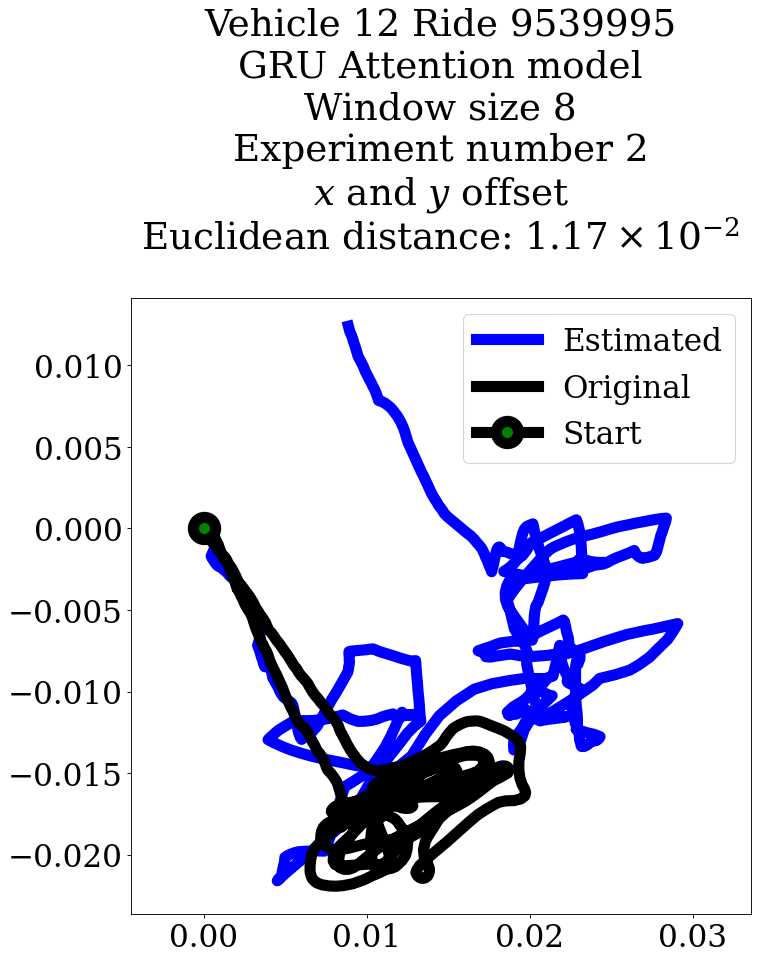 Vehicle 12 Ride 9539995
GRU Attention model
Window size 8
Experiment number 2
x and y offset
Euclidean distance: 1.17 × 10⁻²
Estimated
Original
Start
0.010
0.005
0.000
−0.005
−0.010
−0.015
−0.020
0.00 0.01 0.02 0.03